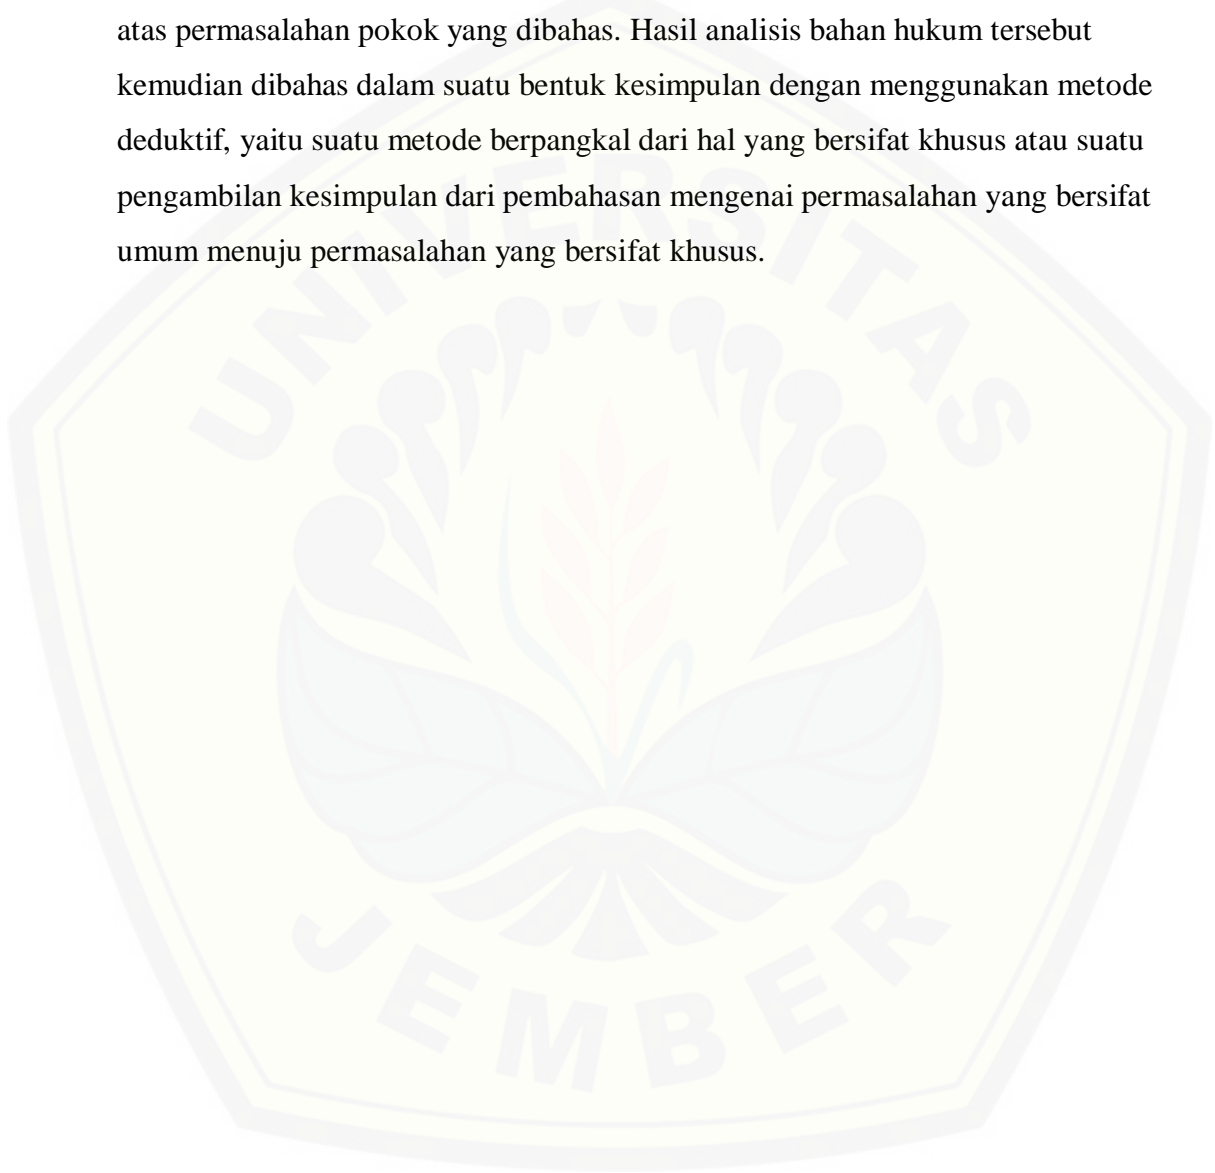 atas permasalahan pokok yang dibahas. Hasil analisis bahan hukum tersebut
kemudian dibahas dalam suatu bentuk kesimpulan dengan menggunakan metode
deduktif, yaitu suatu metode berpangkal dari hal yang bersifat khusus atau suatu
pengambilan kesimpulan dari pembahasan mengenai permasalahan yang bersifat
umum menuju permasalahan yang bersifat khusus.
UNIVERSITAS
JEMBER